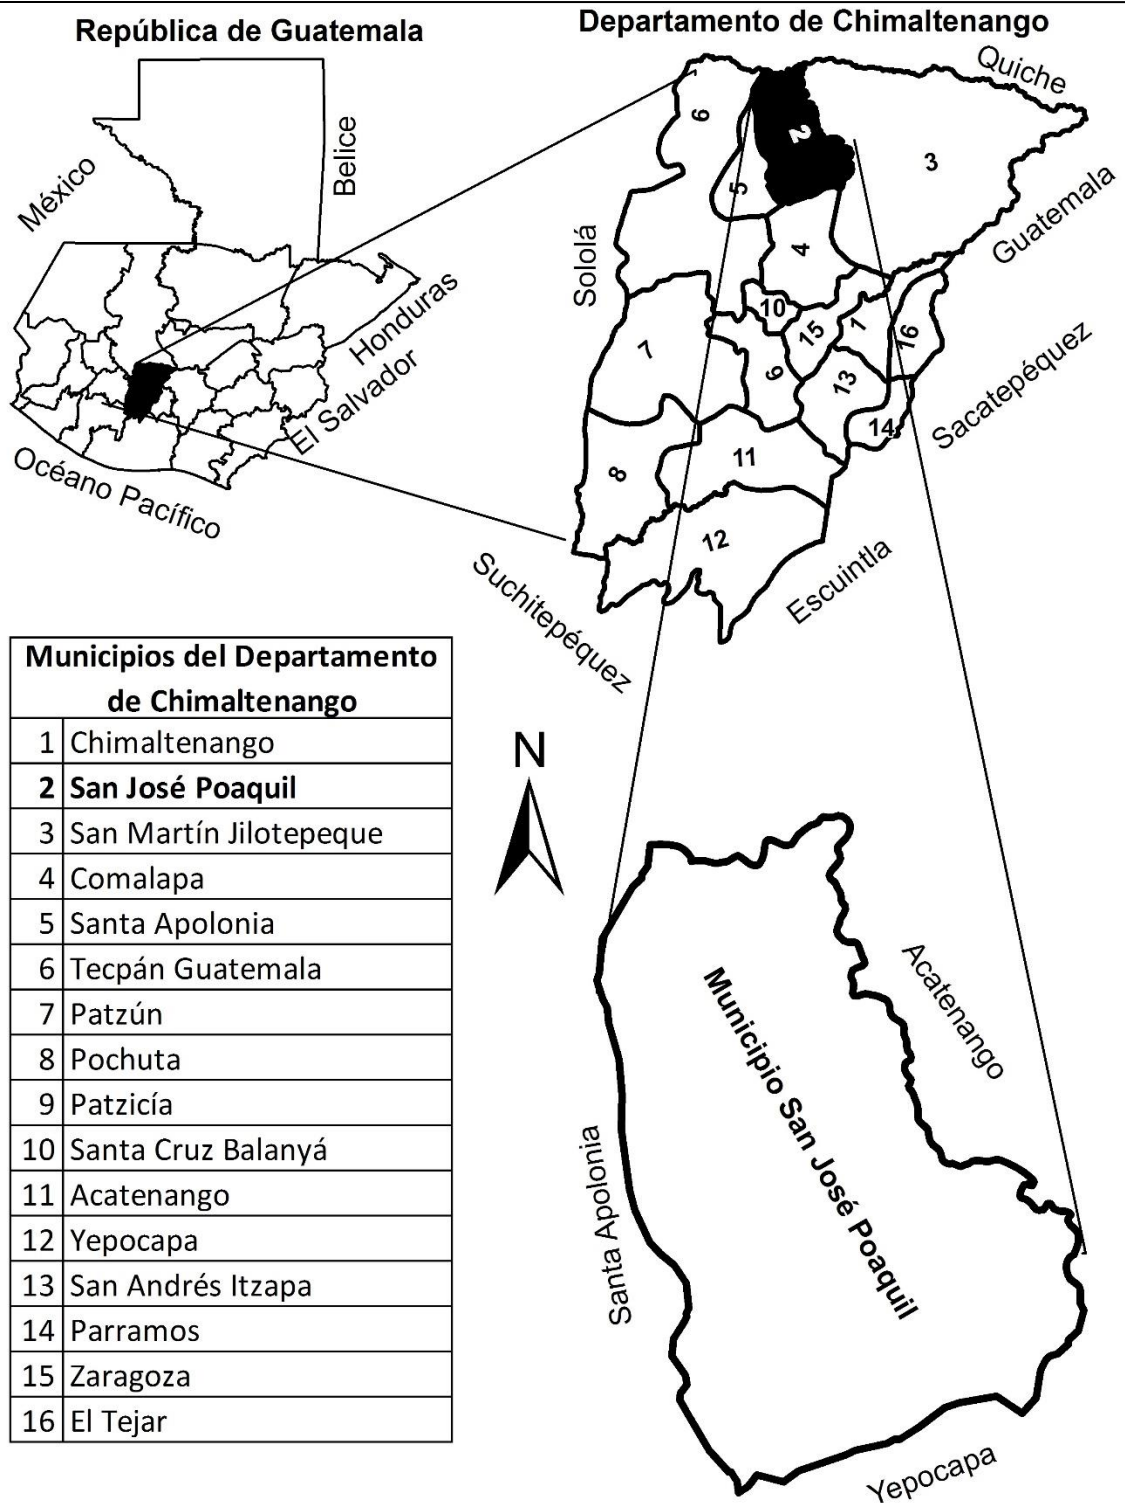 República de Guatemala
México
Belice
Honduras
El Salvador
Océano Pacífico
Departamento de Chimaltenango
Quiche
Guatemala
Sololá
Sacatepéquez
Escuintla
Suchitepéquez
6
2
3
5
4
10
15
1
16
7
9
13
14
8
11
12
Municipios del Departamento
de Chimaltenango
1 Chimaltenango
2 San José Poaquil
3 San Martín Jilotepeque
4 Comalapa
5 Santa Apolonia
6 Tecpán Guatemala
7 Patzún
8 Pochuta
9 Patzicía
10 Santa Cruz Balanyá
11 Acatenango
12 Yepocapa
13 San Andrés Itzapa
14 Parramos
15 Zaragoza
16 El Tejar
N
Acatenango
Municipio San José Poaquil
Santa Apolonia
Yepocapa